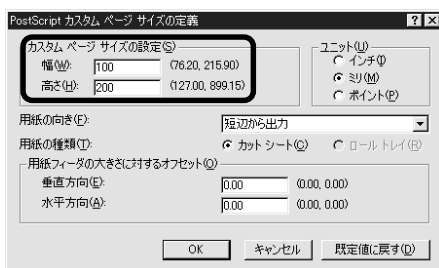 PostScript カスタム ページ サイズの定義
カスタム ページ サイズの設定(S)
幅(W): 100 (76.20, 215.90)
高さ(H): 200 (127.00, 899.15)
ユニット(U)
インチ(I)
ミリ(M)
ポイント(P)
用紙の向き(F): 短辺から出力
用紙の種類(T): カット シート(C) ロール トレイ(R)
用紙フィーダの大きさに対するオフセット(O)
垂直方向(E): 0.00 (0.00, 0.00)
水平方向(A): 0.00 (0.00, 0.00)
OK キャンセル 既定値に戻す(D)